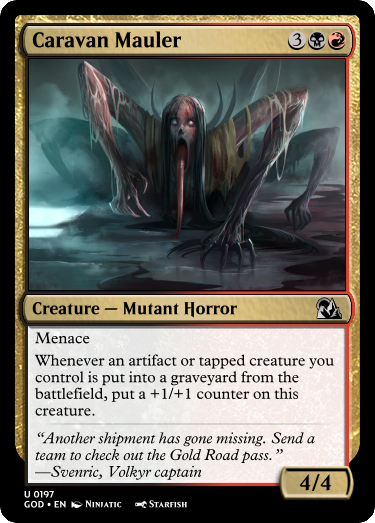 Caravan Mauler 3
Creature — Mutant Horror
Menace
Whenever an artifact or tapped creature you
control is put into a graveyard from the
battlefield, put a +1/+1 counter on this
creature.
“Another shipment has gone missing. Send a
team to check out the Gold Road pass.”
—Svenric, Volkyr captain
4/4
U 0197
GOD • EN Ninjatic Starfish